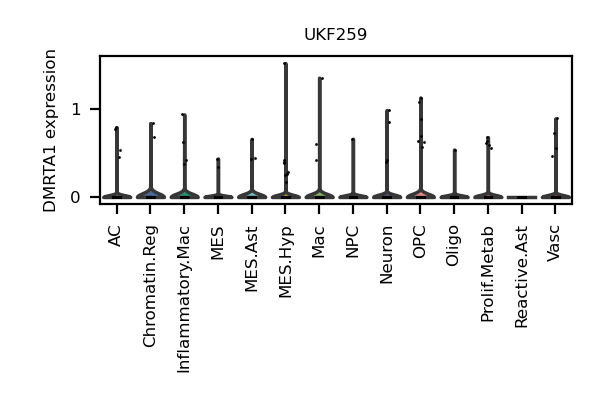 UKF259
DMRTA1 expression
1
0
AC
Chromatin.Reg
Inflammatory.Mac
MES
MES.Ast
MES.Hyp
Mac
NPC
Neuron
OPC
Oligo
Prolif.Metab
Reactive.Ast
Vasc